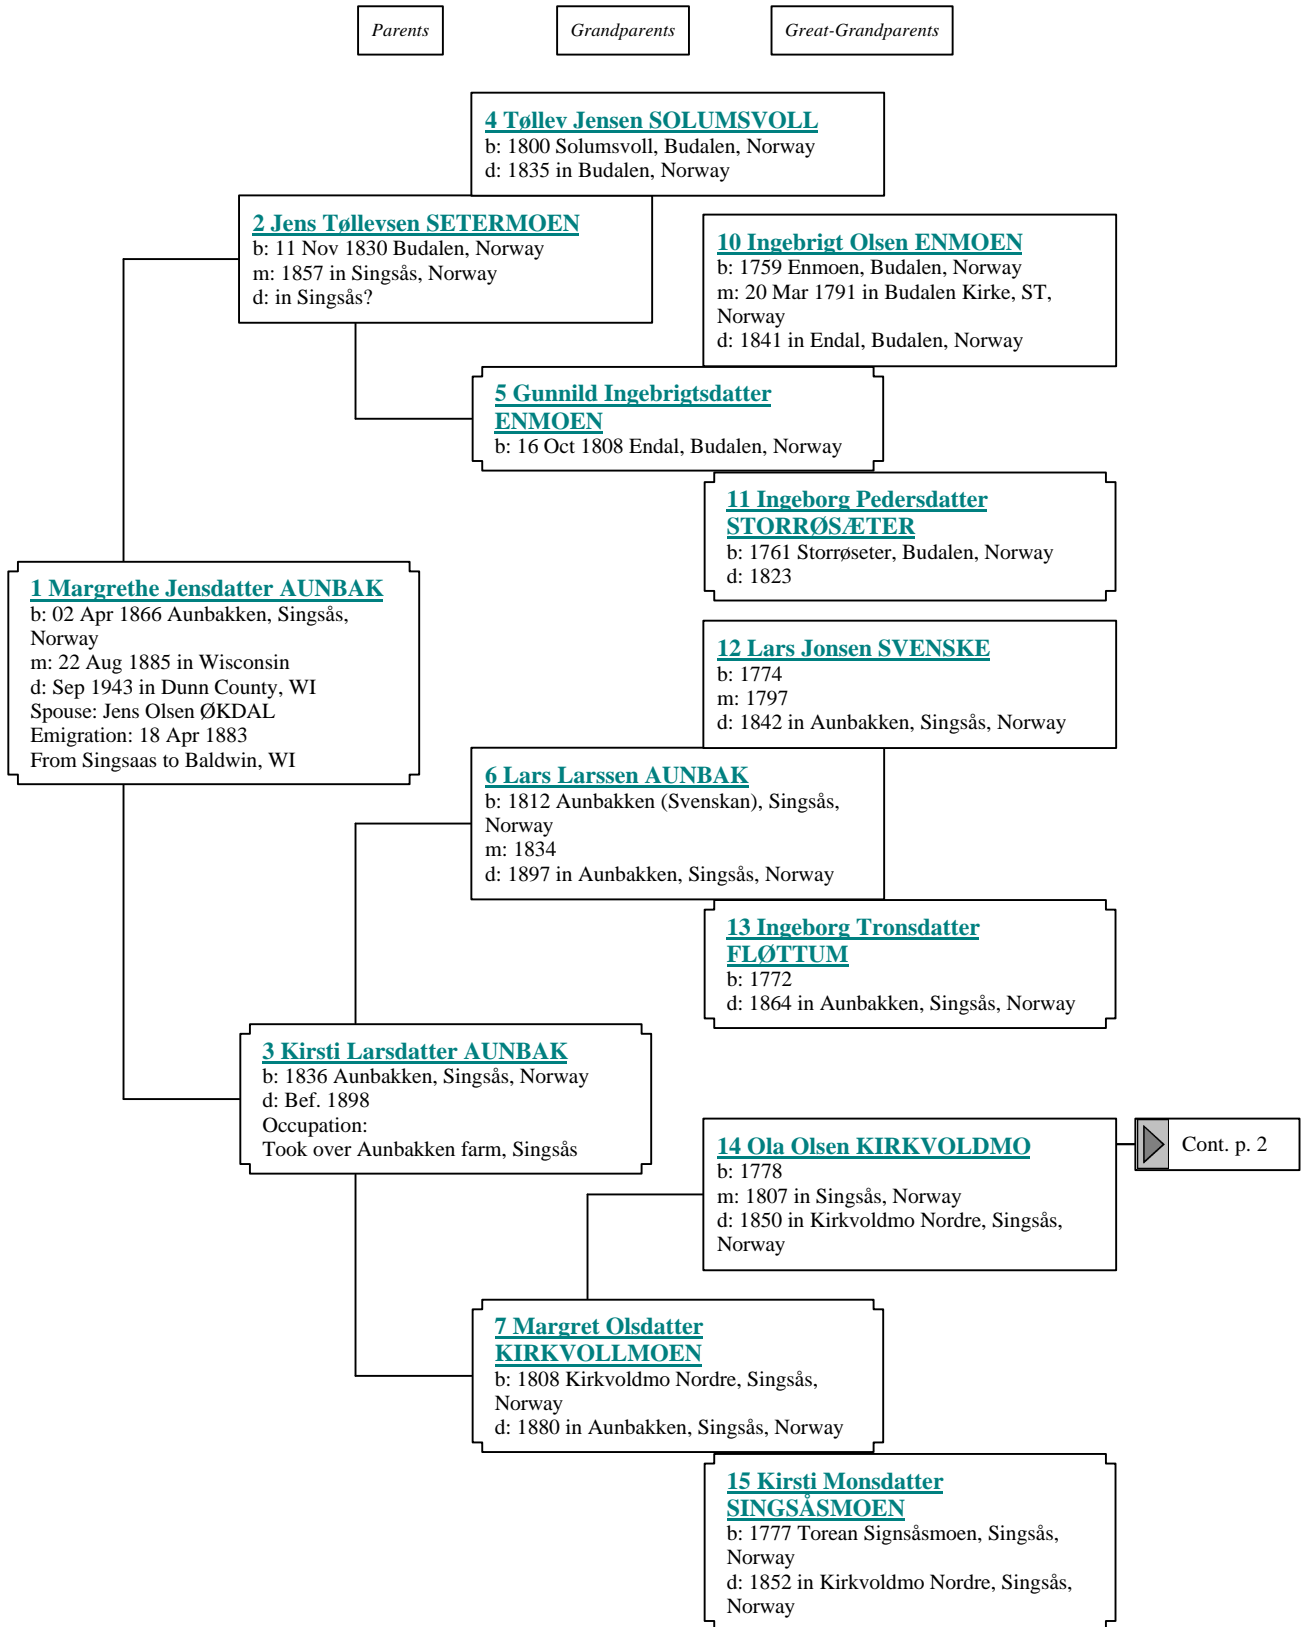 Parents
Grandparents
Great-Grandparents
4 Tøllev Jensen SOLUMSVOLL
b: 1800 Solumsvoll, Budalen, Norway
d: 1835 in Budalen, Norway
2 Jens Tøllevsen SETERMOEN
b: 11 Nov 1830 Budalen, Norway
m: 1857 in Singsås, Norway
d: in Singsås?
10 Ingebrigt Olsen ENMOEN
b: 1759 Enmoen, Budalen, Norway
m: 20 Mar 1791 in Budalen Kirke, ST,
Norway
d: 1841 in Endal, Budalen, Norway
5 Gunnild Ingebrigtsdatter
ENMOEN
b: 16 Oct 1808 Endal, Budalen, Norway
11 Ingeborg Pedersdatter
STORRØSÆTER
b: 1761 Storrøseter, Budalen, Norway
d: 1823
1 Margrethe Jensdatter AUNBAK
b: 02 Apr 1866 Aunbakken, Singsås,
Norway
m: 22 Aug 1885 in Wisconsin
d: Sep 1943 in Dunn County, WI
Spouse: Jens Olsen ØKDAL
Emigration: 18 Apr 1883
From Singsaas to Baldwin, WI
12 Lars Jonsen SVENSKE
b: 1774
m: 1797
d: 1842 in Aunbakken, Singsås, Norway
6 Lars Larssen AUNBAK
b: 1812 Aunbakken (Svenskan), Singsås,
Norway
m: 1834
d: 1897 in Aunbakken, Singsås, Norway
13 Ingeborg Tronsdatter
FLØTTUM
b: 1772
d: 1864 in Aunbakken, Singsås, Norway
3 Kirsti Larsdatter AUNBAK
b: 1836 Aunbakken, Singsås, Norway
d: Bef. 1898
Occupation:
Took over Aunbakken farm, Singsås
14 Ola Olsen KIRKVOLDMO
b: 1778
m: 1807 in Singsås, Norway
d: 1850 in Kirkvoldmo Nordre, Singsås,
Norway
Cont. p. 2
7 Margret Olsdatter
KIRKVOLLMOEN
b: 1808 Kirkvoldmo Nordre, Singsås,
Norway
d: 1880 in Aunbakken, Singsås, Norway
15 Kirsti Monsdatter
SINGSÅSMOEN
b: 1777 Torean Signsåsmoen, Singsås,
Norway
d: 1852 in Kirkvoldmo Nordre, Singsås,
Norway